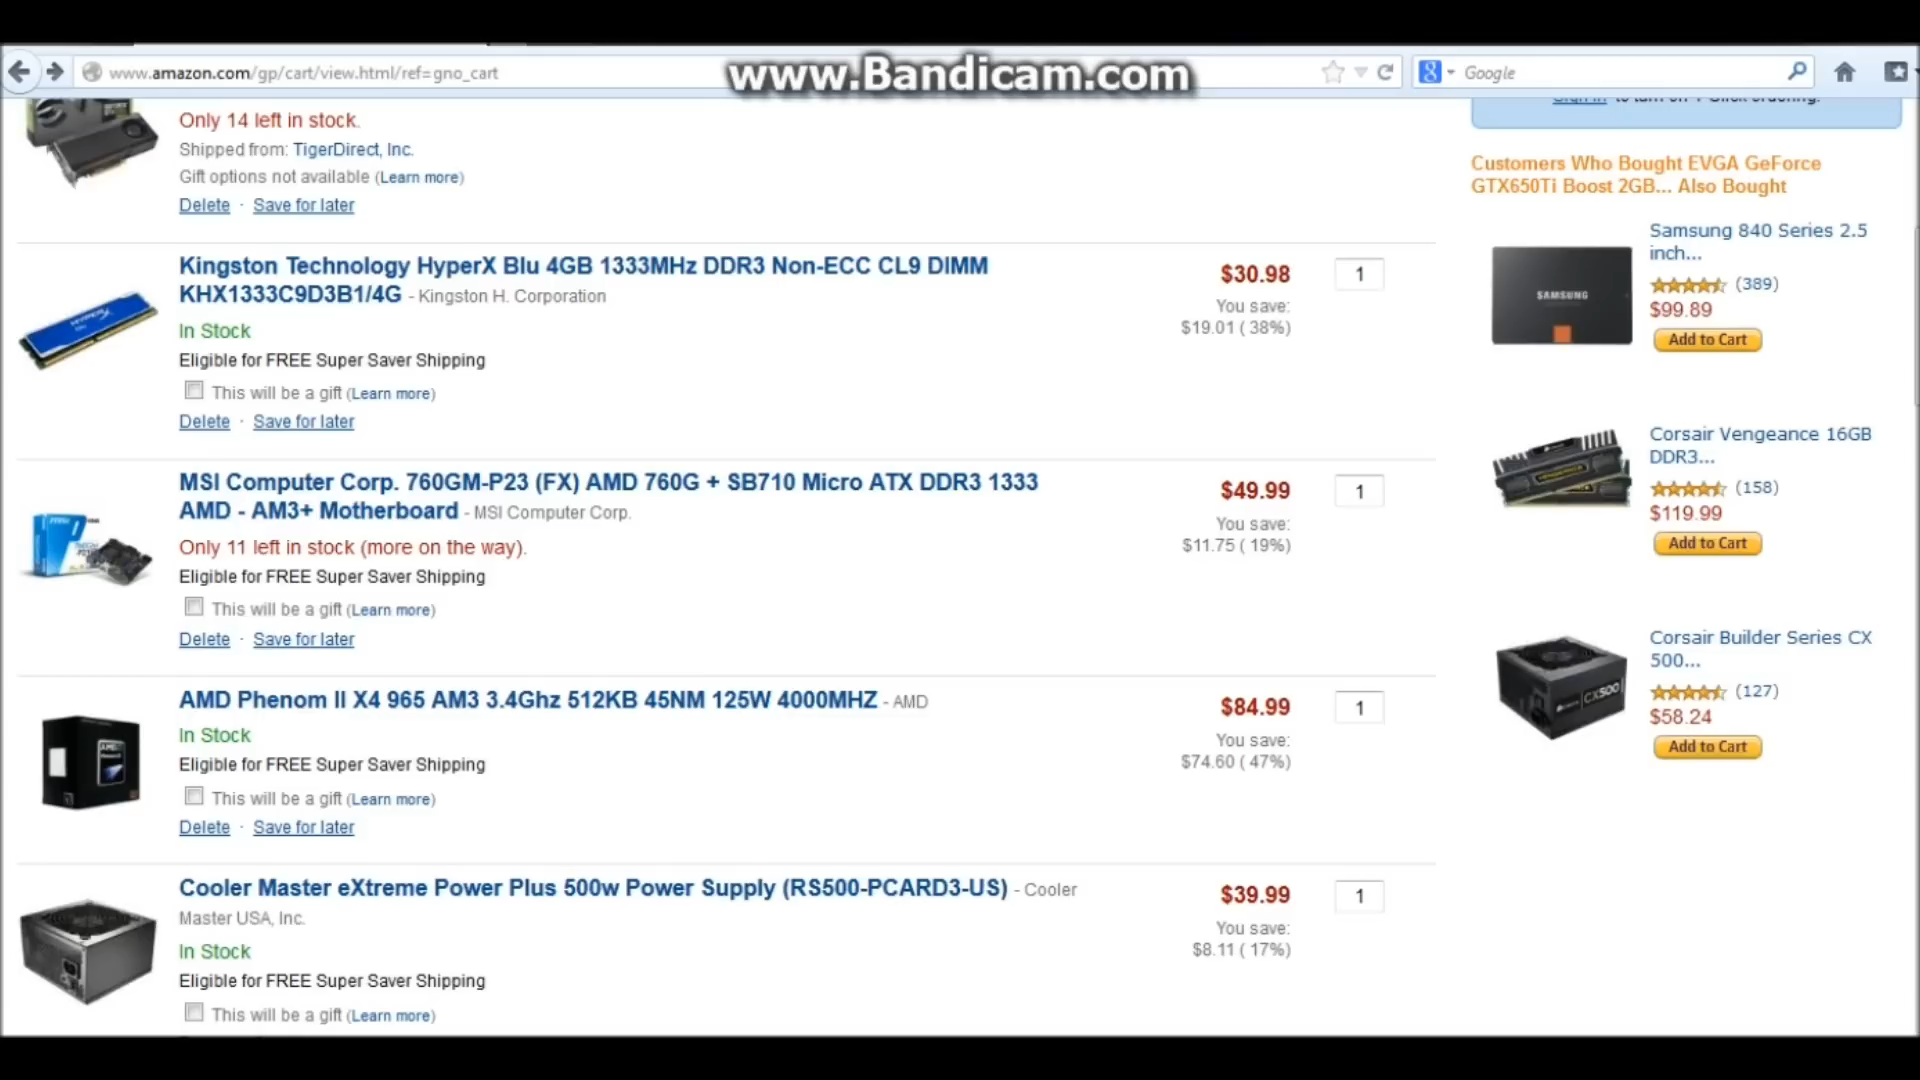 www.amazon.com/gp/cart/view.html/ref=gno_cart
www.Bandicam.com
Google
Only 14 left in stock.
Shipped from: TigerDirect, Inc.
Gift options not available (Learn more)
Delete · Save for later
Kingston Technology HyperX Blu 4GB 1333MHz DDR3 Non-ECC CL9 DIMM
KHX1333C9D3B1/4G - Kingston H. Corporation
In Stock
Eligible for FREE Super Saver Shipping
This will be a gift (Learn more)
Delete · Save for later
$30.98
You save:
$19.01 ( 38%)
1
MSI Computer Corp. 760GM-P23 (FX) AMD 760G + SB710 Micro ATX DDR3 1333
AMD - AM3+ Motherboard - MSI Computer Corp.
Only 11 left in stock (more on the way).
Eligible for FREE Super Saver Shipping
This will be a gift (Learn more)
Delete · Save for later
$49.99
You save:
$11.75 ( 19%)
1
AMD Phenom II X4 965 AM3 3.4Ghz 512KB 45NM 125W 4000MHZ - AMD
In Stock
Eligible for FREE Super Saver Shipping
This will be a gift (Learn more)
Delete · Save for later
$84.99
You save:
$74.60 ( 47%)
1
Cooler Master eXtreme Power Plus 500w Power Supply (RS500-PCARD3-US) - Cooler
Master USA, Inc.
In Stock
Eligible for FREE Super Saver Shipping
This will be a gift (Learn more)
$39.99
You save:
$8.11 ( 17%)
1
Sign in to turn on 1-Click ordering.
Customers Who Bought EVGA GeForce
GTX650Ti Boost 2GB... Also Bought
SAMSUNG
Samsung 840 Series 2.5
inch...
(389)
$99.89
Add to Cart
Corsair Vengeance 16GB
DDR3...
(158)
$119.99
Add to Cart
CX500
Corsair Builder Series CX
500...
(127)
$58.24
Add to Cart